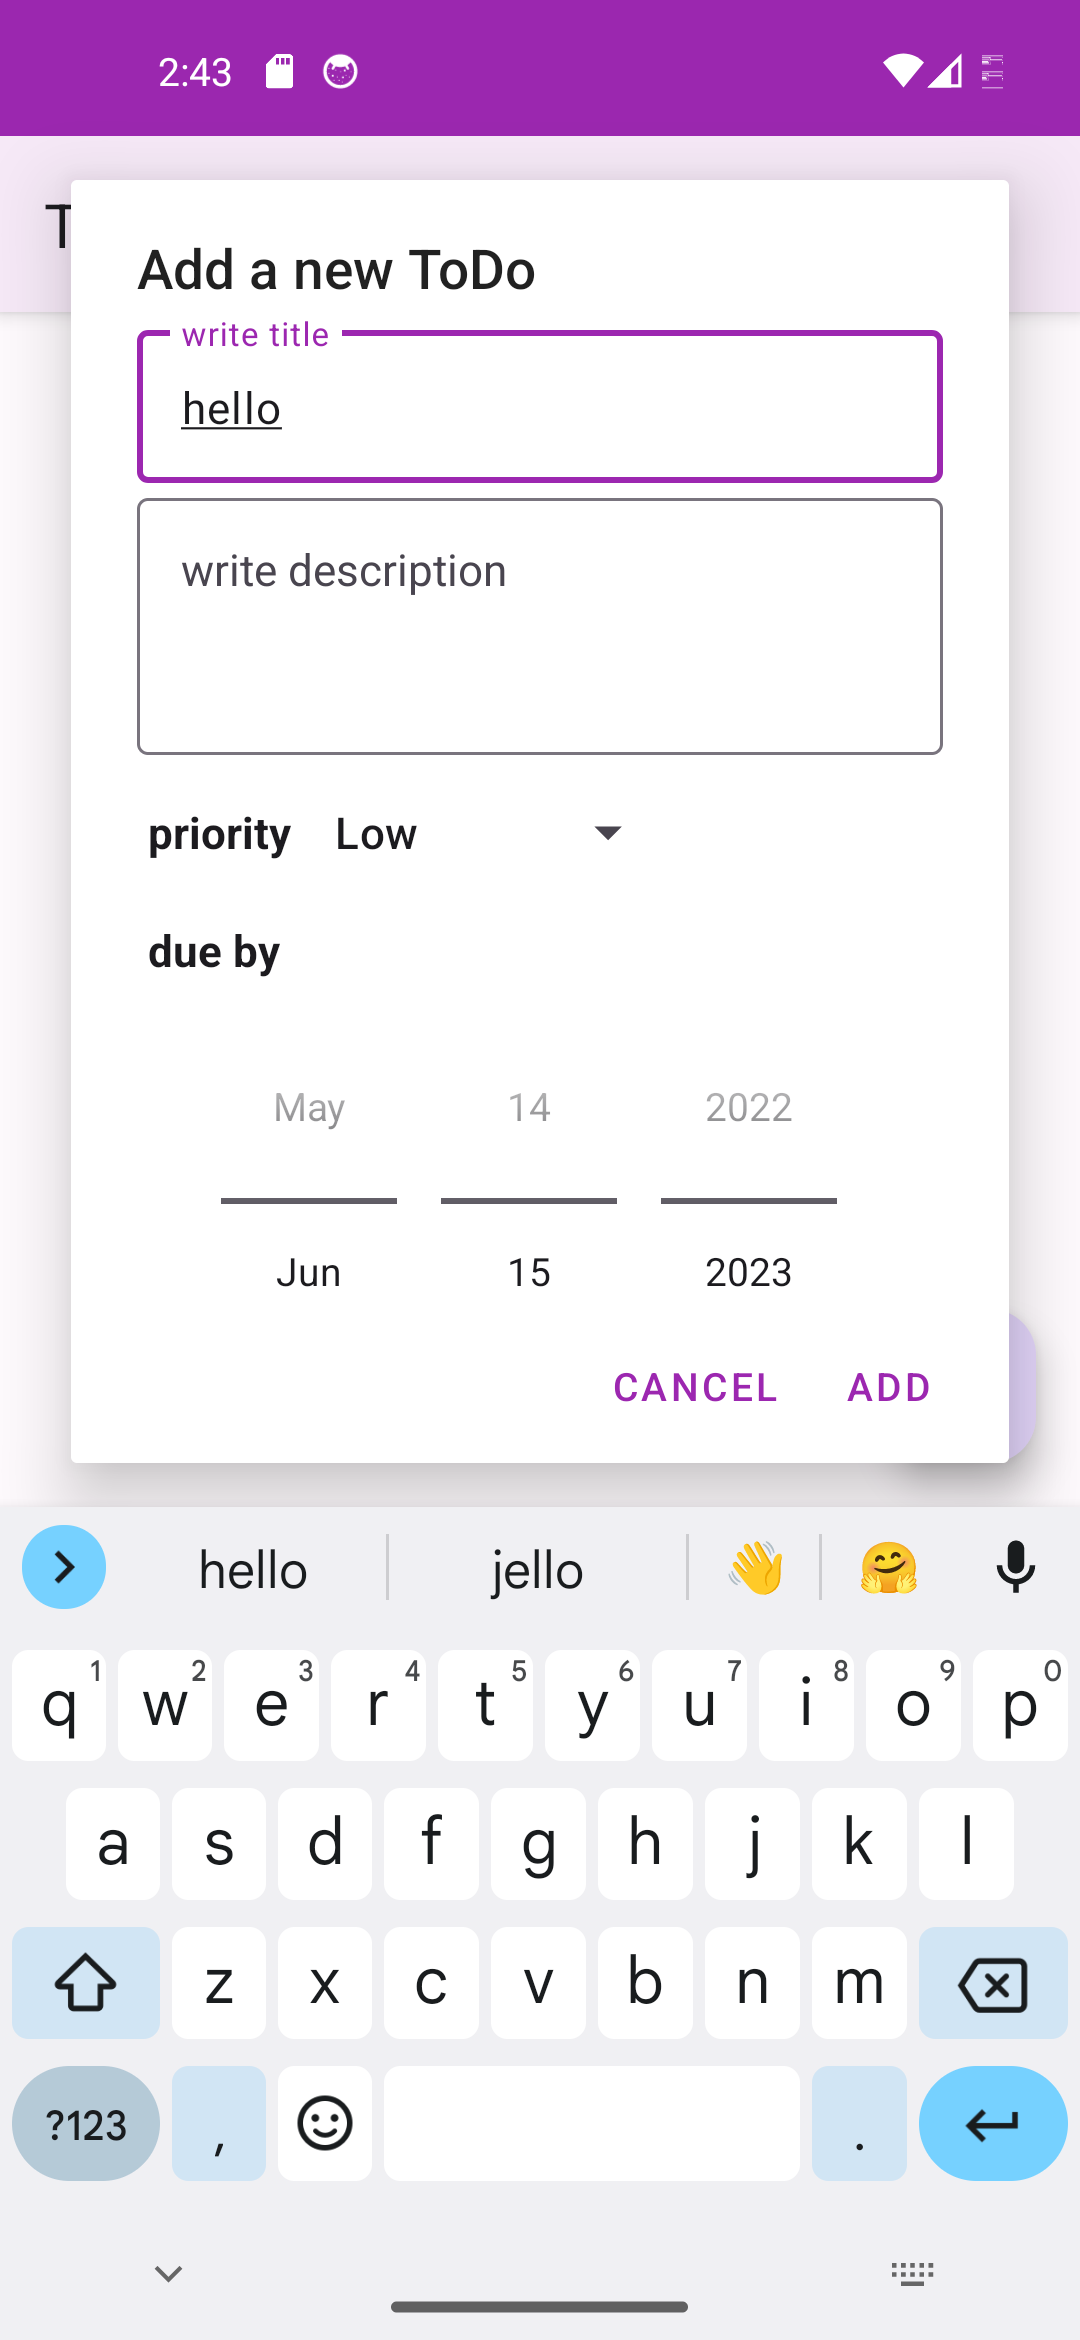 2:43
T
Add a new ToDo
write title
hello
write description
priority Low
due by
May 14 2022
Jun 15 2023
CANCEL ADD
hello jello 👋 🤗
q 1 w 2 e 3 r 4 t 5 y 6 u 7 i 8 o 9 p 0
a s d f g h j k l
z x c v b n m
?123 , .